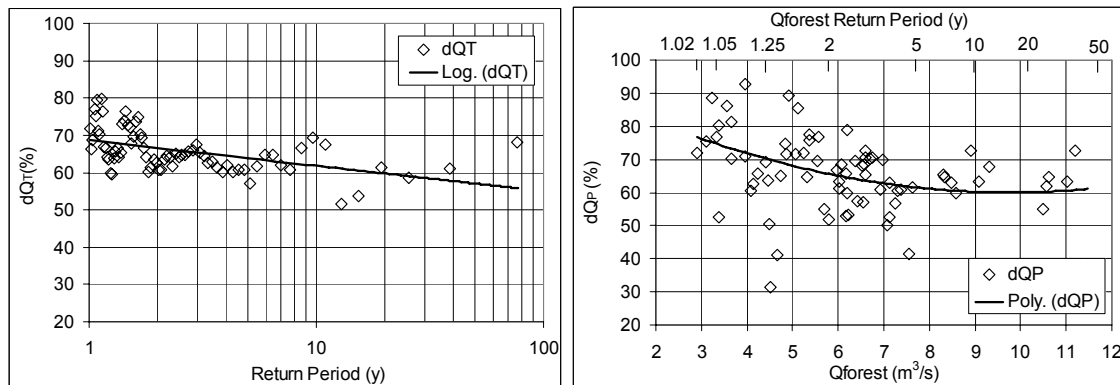 100
90
80
70
60
50
40
30
20
dQT(%)
1 10 100
Return Period (y)
dQT
Log. (dQT)
Qforest Return Period (y)
1.02 1.05 1.25 2 5 10 20 50
100
90
80
70
60
50
40
30
20
dQP (%)
2 3 4 5 6 7 8 9 10 11 12
Qforest (m³/s)
dQP
Poly. (dQP)